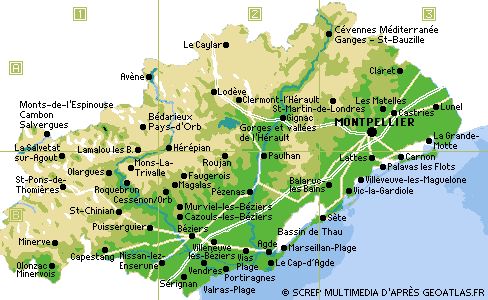 1
2
3
A
Cévennes Méditerranée
Ganges - St-Bauzille
Le Caylar
Avène
Claret
Lodève
Clermont-l'Hérault
St-Martin-de-Londres
Les Matelles
Lunel
Castries
Gignac
Monts-de-l'Espinouse
Cambon
Salvergues
Bédarieux
Pays-d'Orb
Gorges et vallées
de l'Hérault
MONTPELLIER
La Grande-
Motte
La Salvetat
sur-Agout
Lamalou les B.
Hérépian
Roujan
Paulhan
Lattes
Carnon
Palavas les Flots
Olargues
Mons-La-
Trivalle
Faugerois
Magalas
St-Pons-de-
Thomières
Roquebrun
Cessenon/Orb
Pézenas
Balaruc
les Bains
Villeneuve-les-Maguelone
Vic-la-Gardiole
St-Chinian
Murviel-les-Béziers
Cazouls-les-Béziers
B
Sète
Puisserguier
Béziers
Bassin de Thau
Minerve
Capestang
Nissan-lez-
Enserune
Villeneuve
les-Béziers
Vias
Plage
Agde
Marseillan-Plage
Le Cap-d'Agde
Olonzac
Minervois
Vendres
Portiragnes
Sérignan
Valras-Plage
© SCREP MULTIMEDIA D'APRÈS GEOATLAS.FR